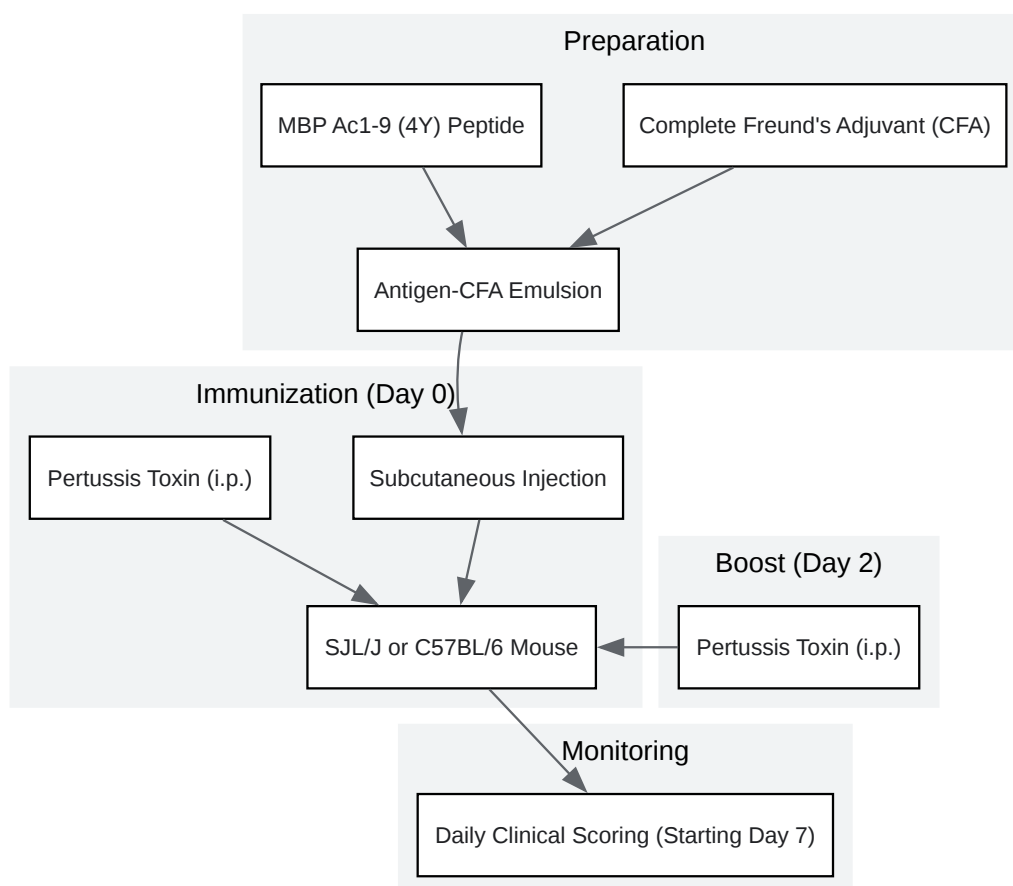 Preparation
MBP Ac1-9 (4Y) Peptide
Complete Freund's Adjuvant (CFA)
Antigen-CFA Emulsion
Immunization (Day 0)
Pertussis Toxin (i.p.)
Subcutaneous Injection
Boost (Day 2)
SJL/J or C57BL/6 Mouse
Pertussis Toxin (i.p.)
Monitoring
Daily Clinical Scoring (Starting Day 7)